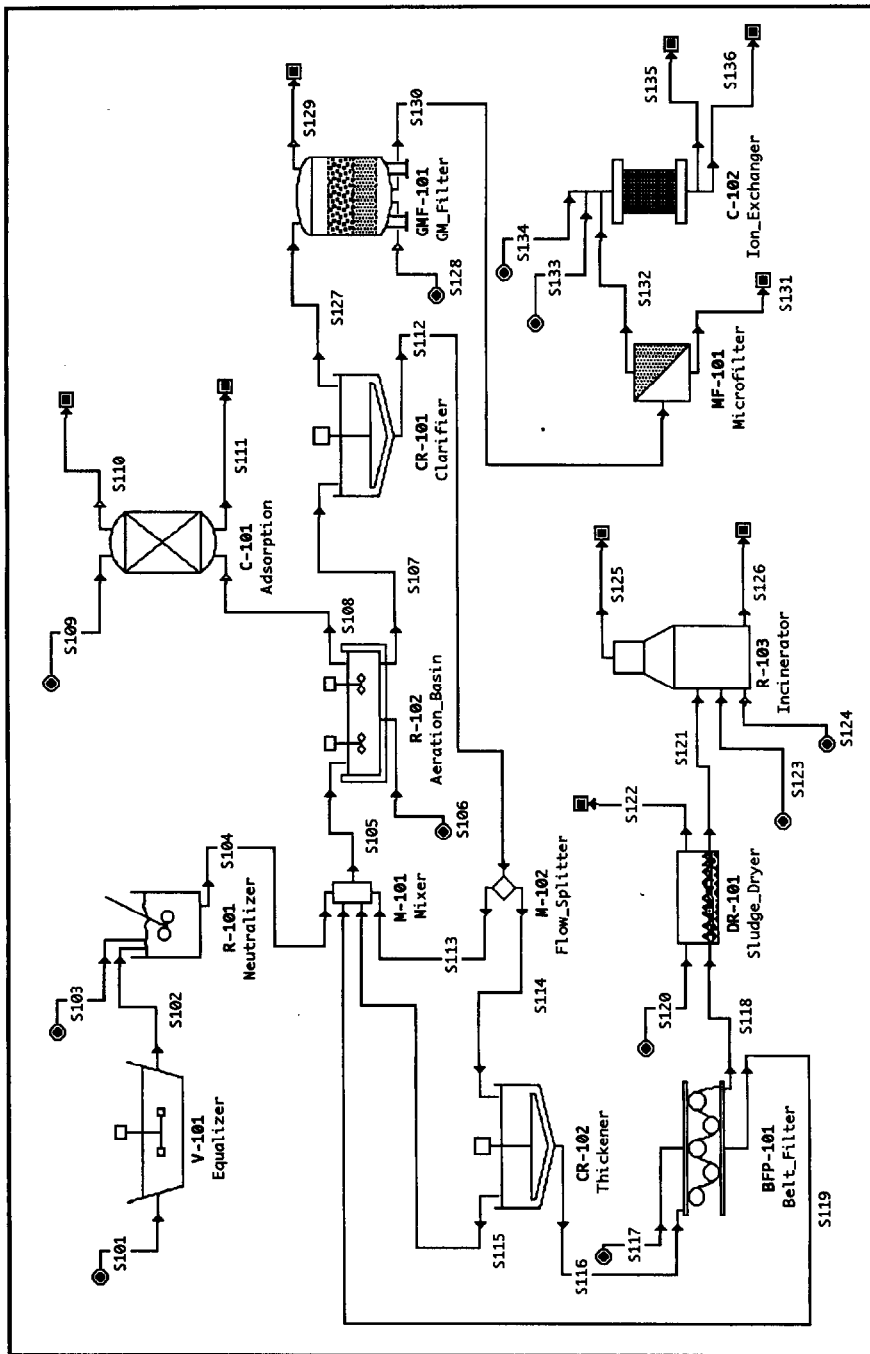 S101
V-101
Equalizer
S102
S103
R-101
Neutralizer
S104
M-101
Mixer
S105
S106
R-102
Aeration_Basin
S107
S108
S109
C-101
Adsorption
S110
S111
CR-101
Clarifier
S112
S127
S128
GMF-101
GM_Filter
S129
S130
S113
M-102
Flow_Splitter
S114
S115
CR-102
Thickener
S116
S117
BFP-101
Belt_Filter
S118
S119
S120
DR-101
Sludge_Dryer
S121
S122
S123
S124
R-103
Incinerator
S125
S126
MF-101
Microfilter
S131
S132
S133
S134
C-102
Ion_Exchanger
S135
S136